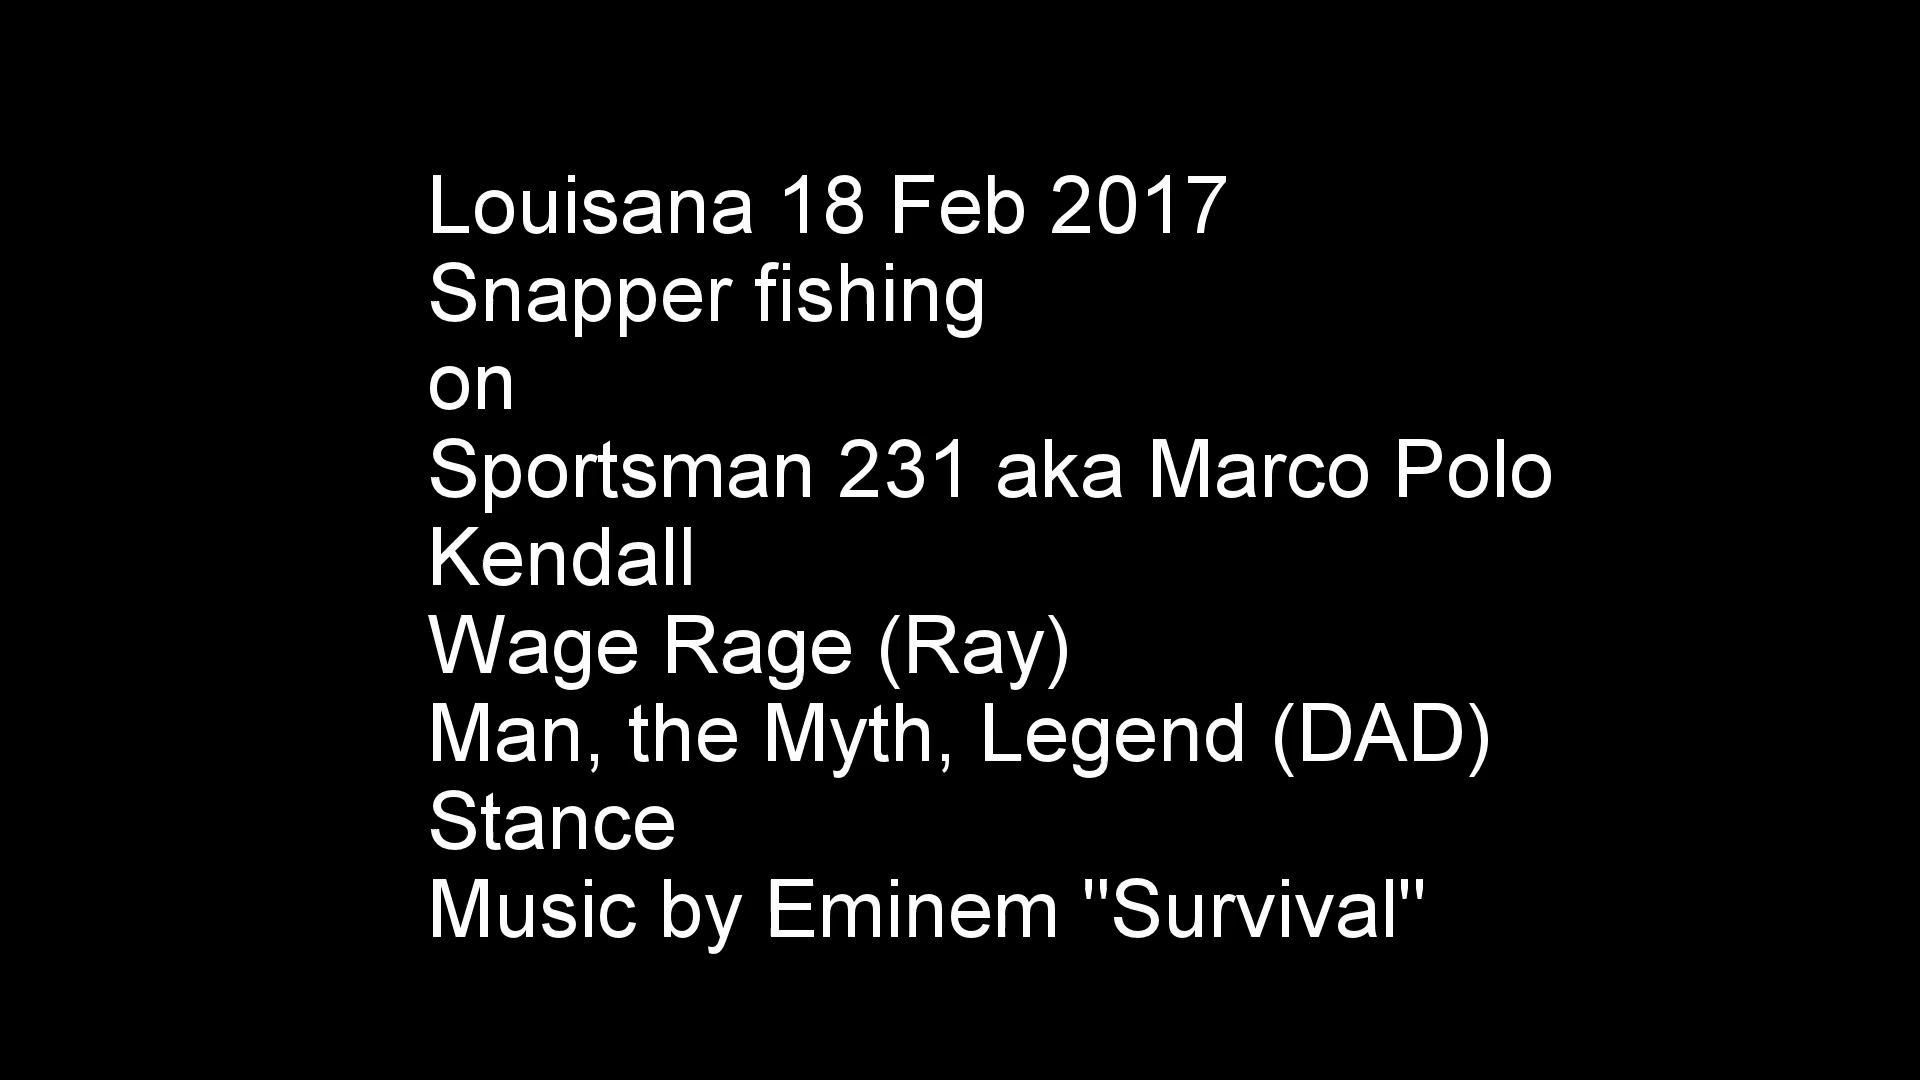 Louisana 18 Feb 2017
Snapper fishing
on
Sportsman 231 aka Marco Polo
Kendall
Wage Rage (Ray)
Man, the Myth, Legend (DAD)
Stance
Music by Eminem "Survival"